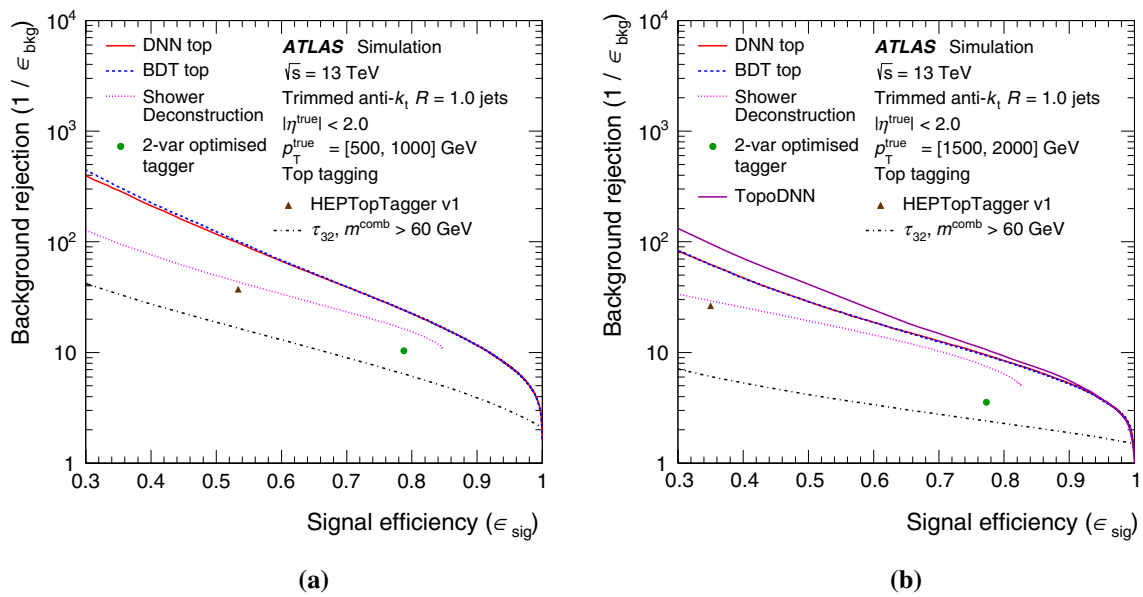 Background rejection (1 / ϵ bkg)
10^4
10^3
10^2
10
1
DNN top
BDT top
Shower
Deconstruction
2-var optimised
tagger
ATLAS Simulation
√s = 13 TeV
Trimmed anti-k_t R = 1.0 jets
|η^true| < 2.0
p_T^true = [500, 1000] GeV
Top tagging
HEPTopTagger v1
τ_32, m^comb > 60 GeV
0.3 0.4 0.5 0.6 0.7 0.8 0.9 1
Signal efficiency (ϵ sig)
(a)
Background rejection (1 / ϵ bkg)
10^4
10^3
10^2
10
1
DNN top
BDT top
Shower
Deconstruction
2-var optimised
tagger
TopoDNN
ATLAS Simulation
√s = 13 TeV
Trimmed anti-k_t R = 1.0 jets
|η^true| < 2.0
p_T^true = [1500, 2000] GeV
Top tagging
HEPTopTagger v1
τ_32, m^comb > 60 GeV
0.3 0.4 0.5 0.6 0.7 0.8 0.9 1
Signal efficiency (ϵ sig)
(b)